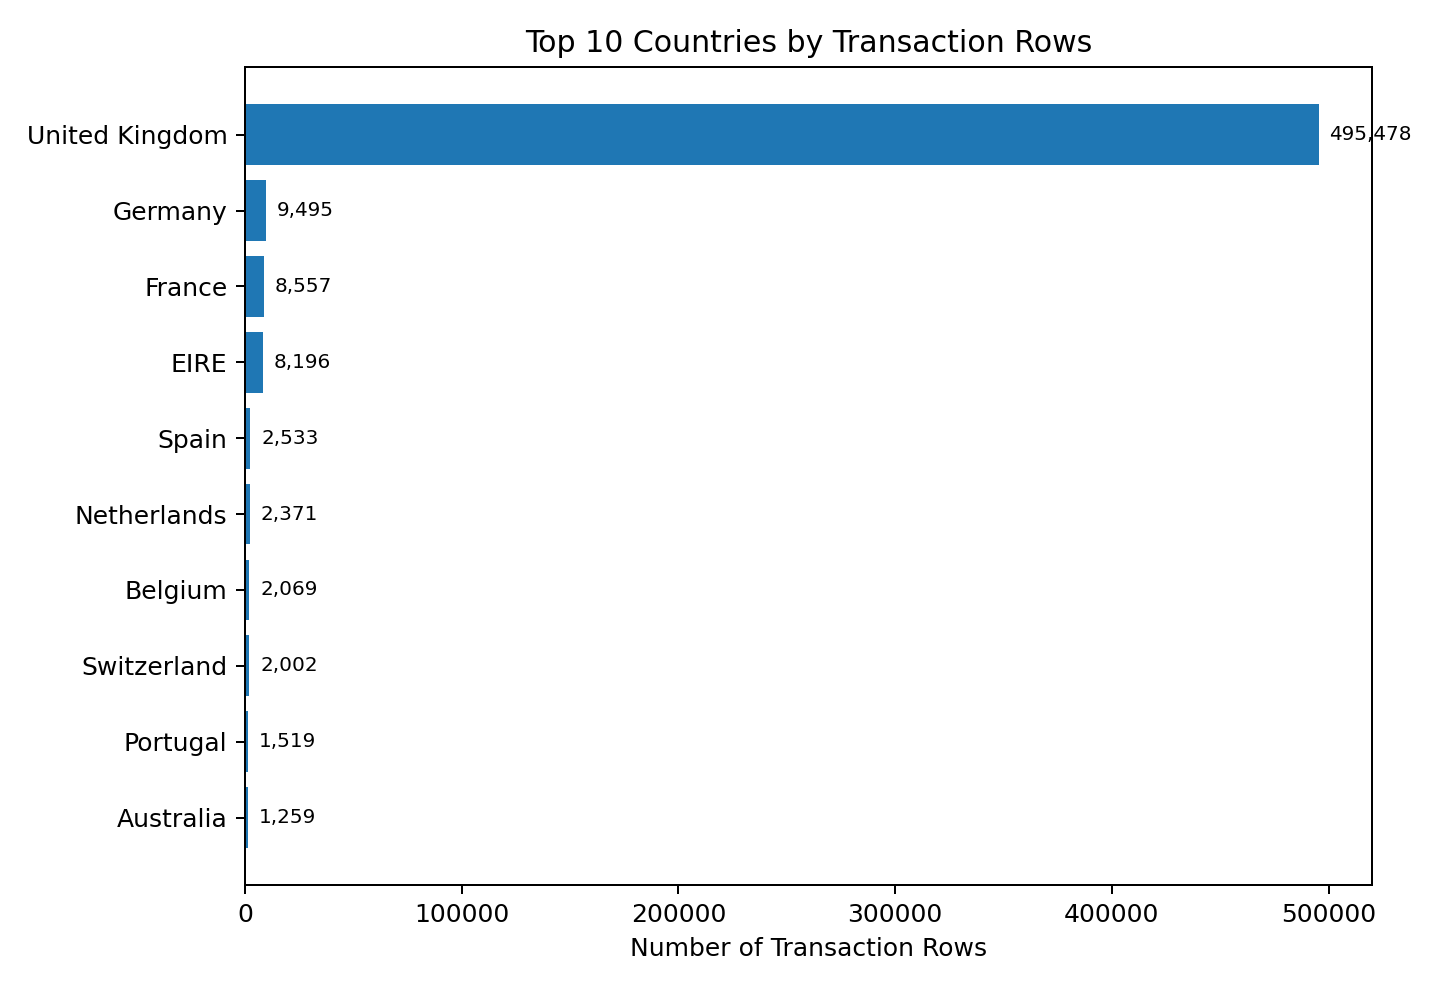 Top 10 Countries by Transaction Rows
United Kingdom 495,478
Germany 9,495
France 8,557
EIRE 8,196
Spain 2,533
Netherlands 2,371
Belgium 2,069
Switzerland 2,002
Portugal 1,519
Australia 1,259
0 100000 200000 300000 400000 500000
Number of Transaction Rows